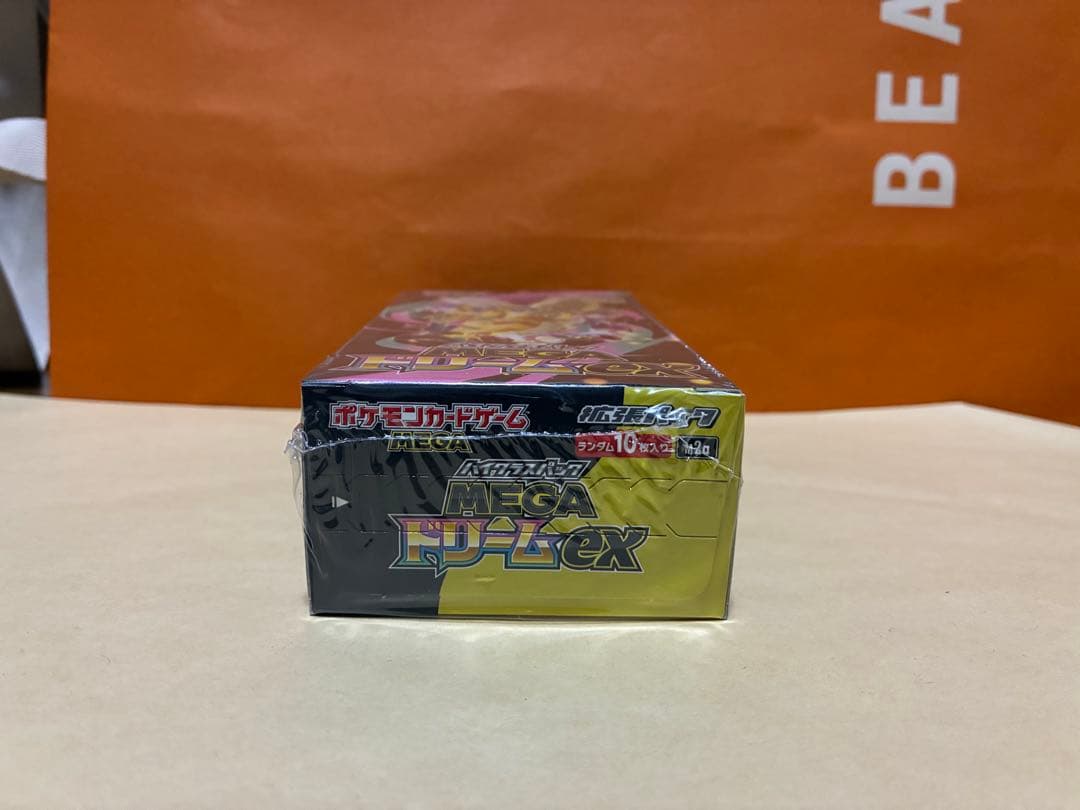 BEA
MEGA
ドリームex
ポケモンカードゲーム
MEGA
拡張パック
ランダム10枚入り
M2a
ハイクラスパック
MEGA
ドリームex